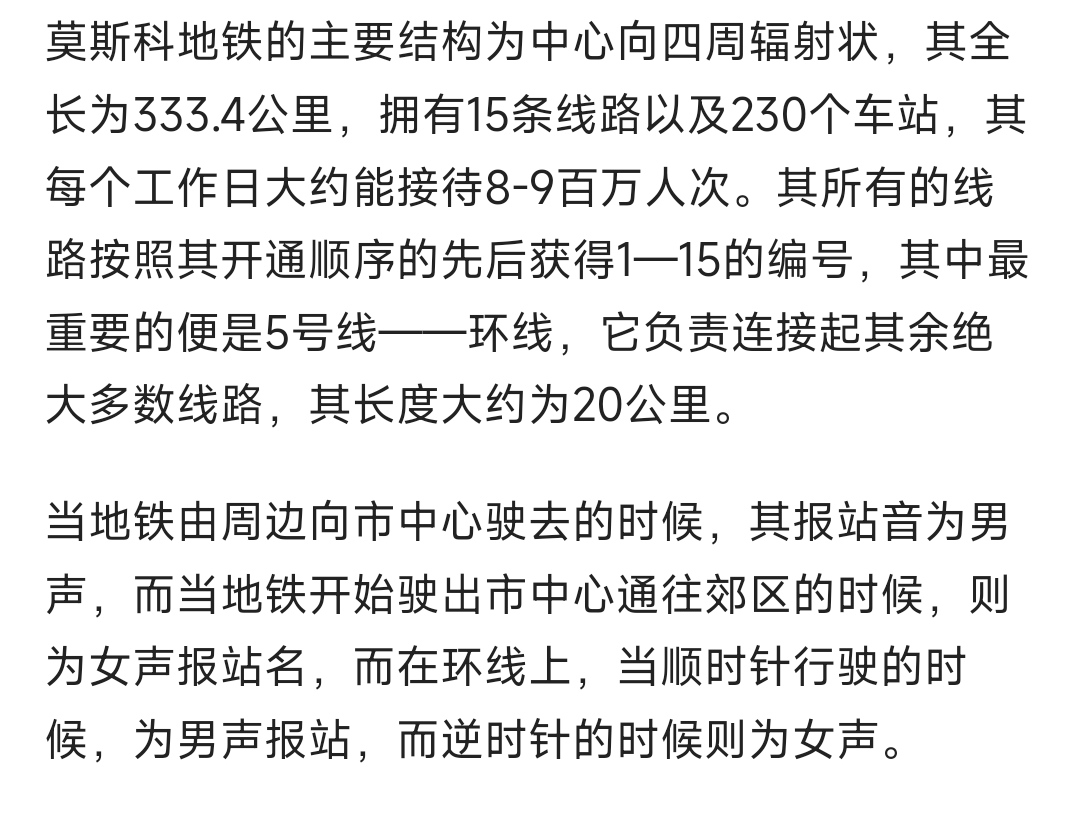 莫斯科地铁的主要结构为中心向四周辐射状，其全
长为333.4公里，拥有15条线路以及230个车站，其
每个工作日大约能接待8-9百万人次。其所有的线
路按照其开通顺序的先后获得1—15的编号，其中最
重要的便是5号线——环线，它负责连接起其余绝
大多数线路，其长度大约为20公里。
当地铁由周边向市中心驶去的时候，其报站音为男
声，而当地铁开始驶出市中心通往郊区的时候，则
为女声报站名，而在环线上，当顺时针行驶的时
候，为男声报站，而逆时针的时候则为女声。